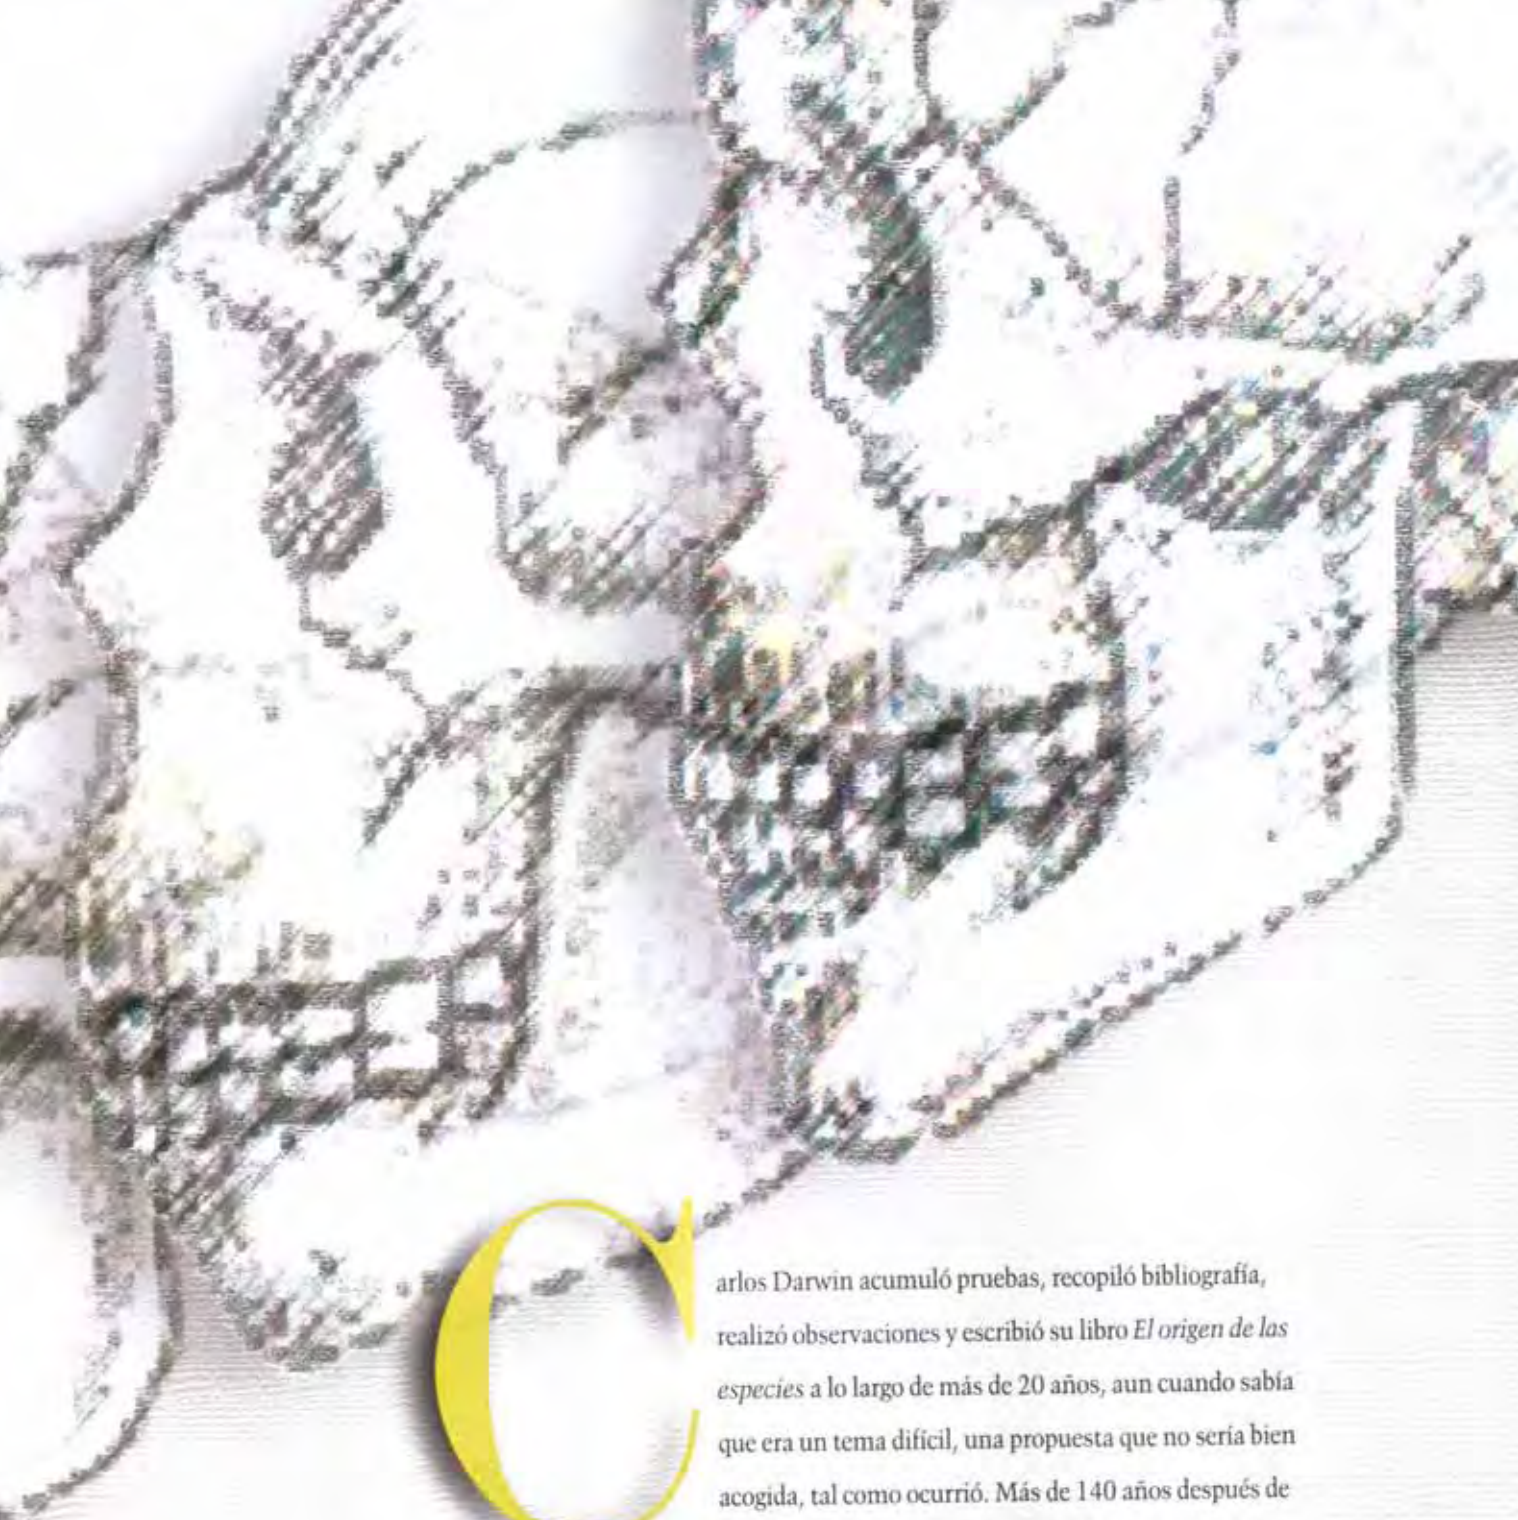 Carlos Darwin acumuló pruebas, recopiló bibliografía,
realizó observaciones y escribió su libro El origen de las
especies a lo largo de más de 20 años, aun cuando sabía
que era un tema difícil, una propuesta que no sería bien
acogida, tal como ocurrió. Más de 140 años después de